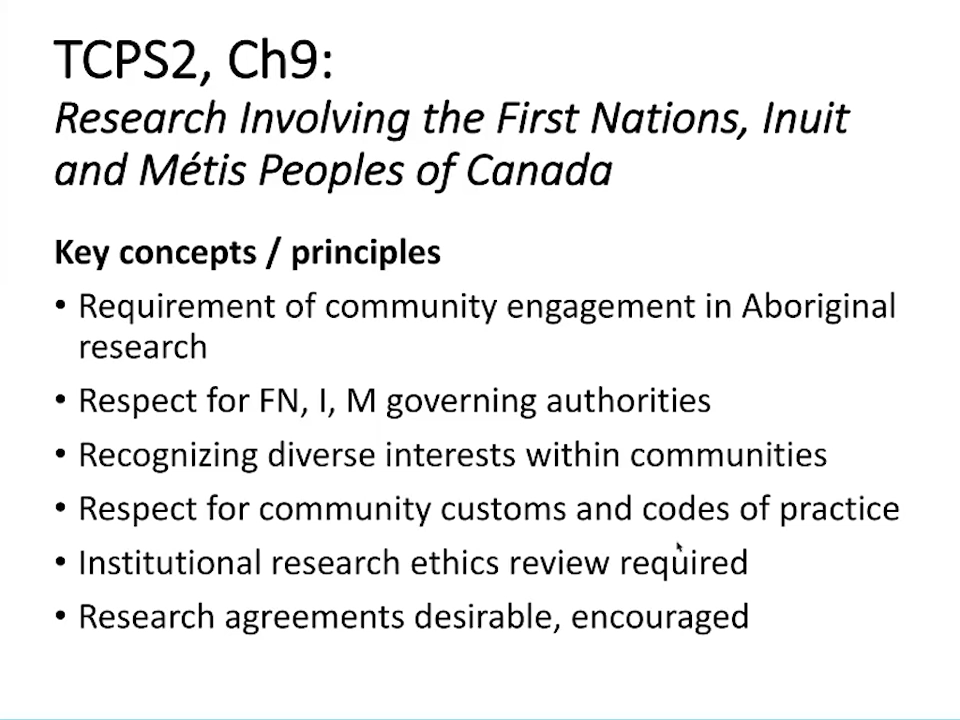 TCPS2, Ch9:
Research Involving the First Nations, Inuit
and Métis Peoples of Canada
Key concepts / principles
• Requirement of community engagement in Aboriginal
research
• Respect for FN, I, M governing authorities
• Recognizing diverse interests within communities
• Respect for community customs and codes of practice
• Institutional research ethics review required
• Research agreements desirable, encouraged